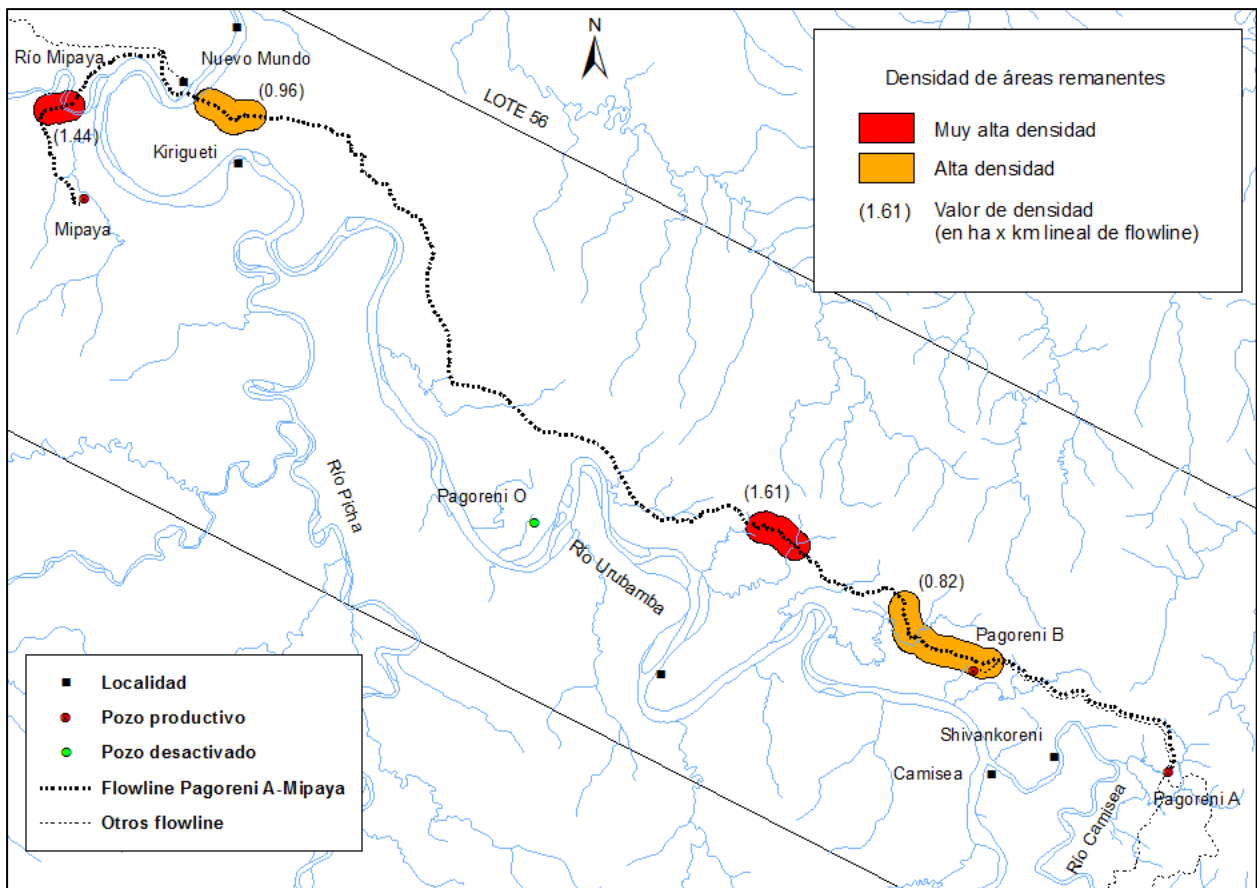 N
Río Mipaya
Nuevo Mundo
(0.96)
(1.44)
Kirigueti
Mipaya
LOTE 56
Densidad de áreas remanentes
Muy alta densidad
Alta densidad
(1.61) Valor de densidad
(en ha x km lineal de flowline)
Río Picha
Pagoreni O
(1.61)
Río Urubamba
(0.82)
Pagoreni B
Shivankoreni
Camisea
Río Camisea
Pagoreni A
Localidad
Pozo productivo
Pozo desactivado
Flowline Pagoreni A-Mipaya
Otros flowline